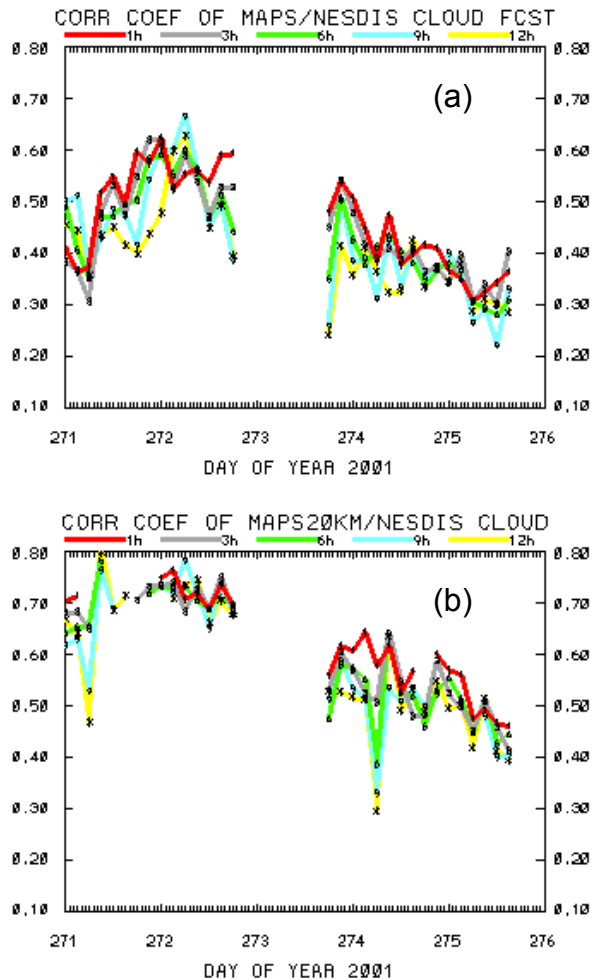 CORR COEF OF MAPS/NESDIS CLOUD FCST
1h 3h 6h 9h 12h
(a)
0.80 0.80
0.70 0.70
0.60 0.60
0.50 0.50
0.40 0.40
0.30 0.30
0.20 0.20
0.10 0.10
271 272 273 274 275 276
DAY OF YEAR 2001
CORR COEF OF MAPS20KM/NESDIS CLOUD
1h 3h 6h 9h 12h
(b)
0.80 0.80
0.70 0.70
0.60 0.60
0.50 0.50
0.40 0.40
0.30 0.30
0.20 0.20
0.10 0.10
271 272 273 274 275 276
DAY OF YEAR 2001